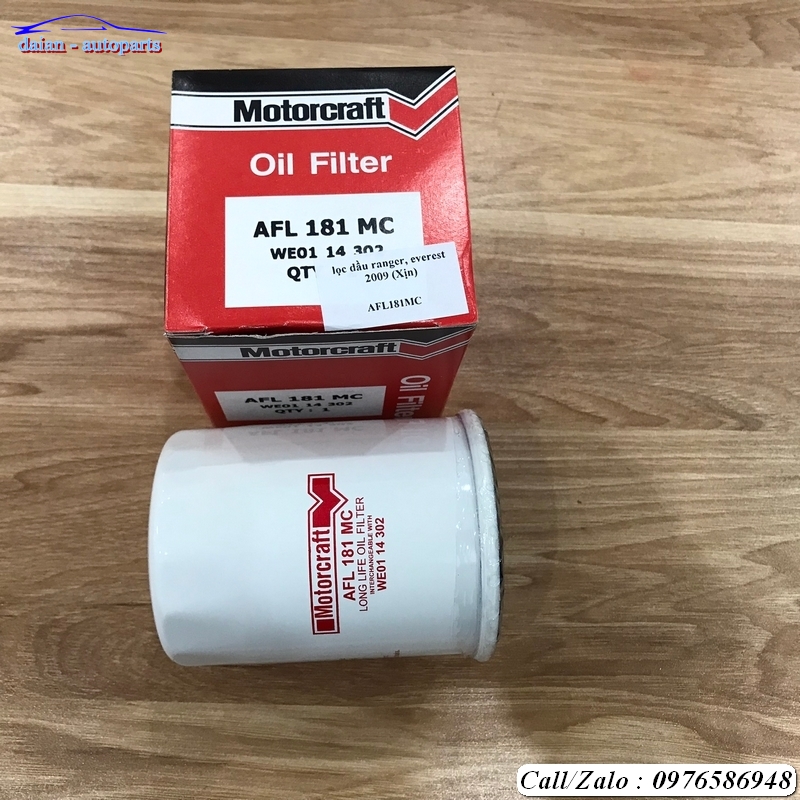 daian - autoparts
Motorcraft
Oil Filter
AFL 181 MC
WE01 14 302
QTY
lọc dầu ranger, everest
2009 (Xịn)
AFL181MC
Motorcraft
AFL 181 MC
WE01 14 302
QTY : 1
Oil Filter
Motorcraft
AFL 181 MC
LONG LIFE OIL FILTER
INTERCHANGEABLE WITH
WE01 14 302
Call/Zalo : 0976586948